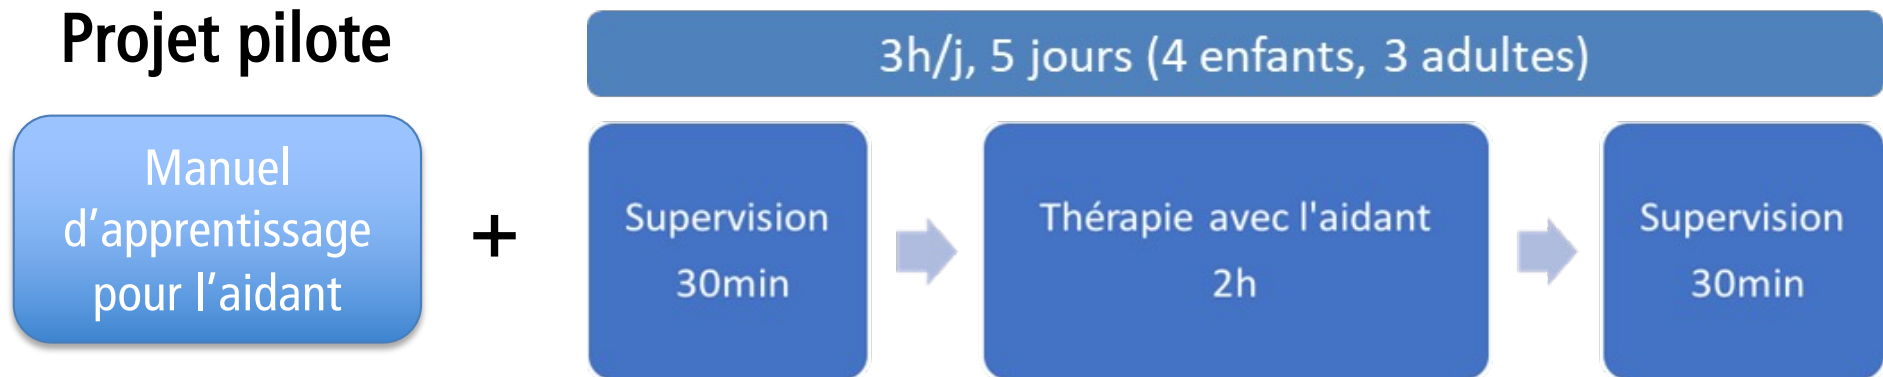 Projet pilote
3h/j, 5 jours (4 enfants, 3 adultes)
Manuel
d’apprentissage
pour l’aidant
+
Supervision
30min
Thérapie avec l'aidant
2h
Supervision
30min